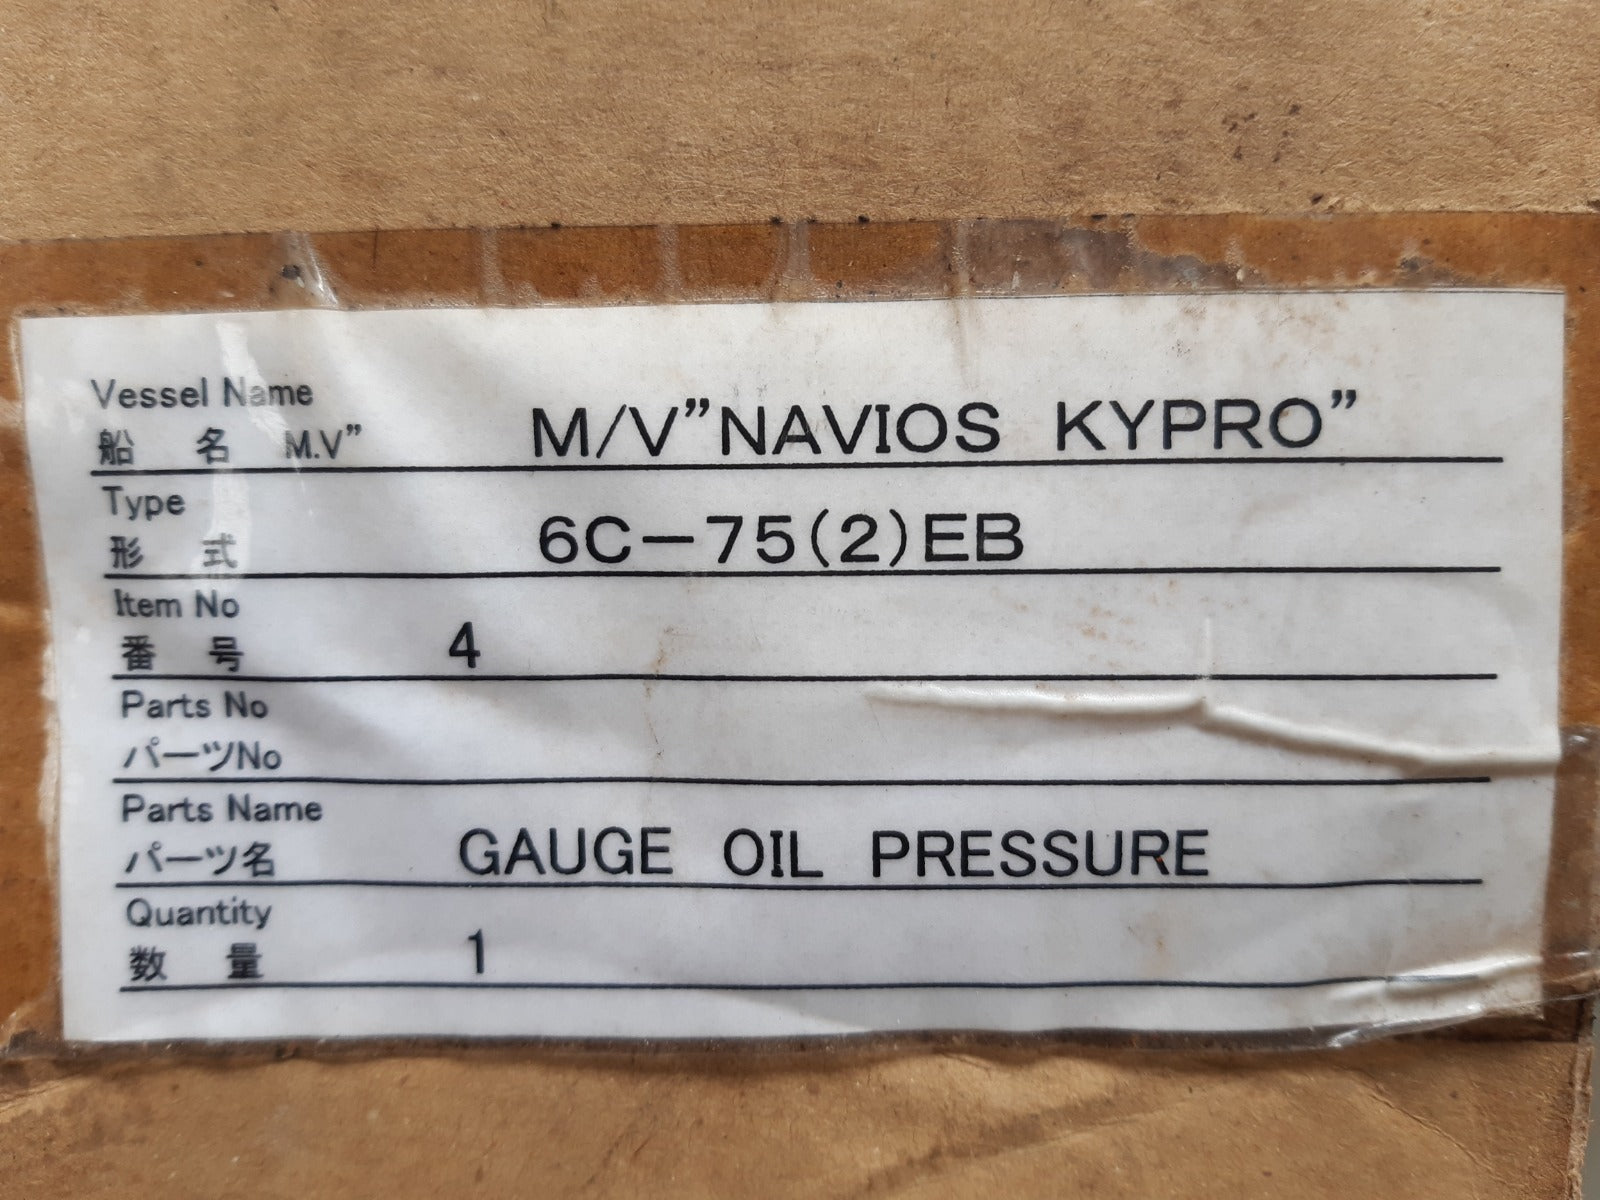 Vessel Name
船 名 M.V” M/V”NAVIOS KYPRO”
Type
形 式 6C-75(2)EB
Item No
番 号 4
Parts No
パーツNo
Parts Name
パーツ名 GAUGE OIL PRESSURE
Quantity
数 量 1